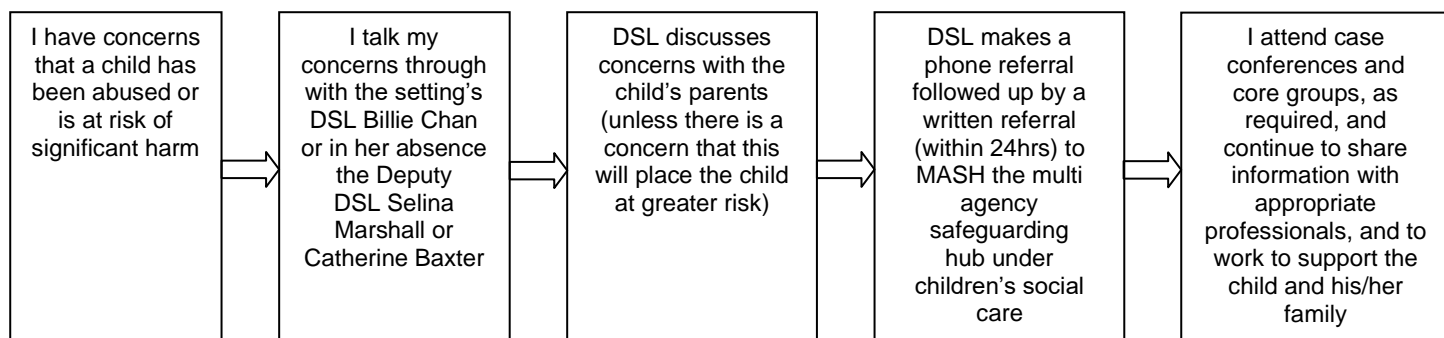 I have concerns
that a child has
been abused or
is at risk of
significant harm
I talk my
concerns through
with the setting's
DSL Billie Chan
or in her absence
the Deputy
DSL Selina
Marshall or
Catherine Baxter
DSL discusses
concerns with the
child's parents
(unless there is a
concern that this
will place the child
at greater risk)
DSL makes a
phone referral
followed up by a
written referral
(within 24hrs) to
MASH the multi
agency
safeguarding
hub under
children's social
care
I attend case
conferences and
core groups, as
required, and
continue to share
information with
appropriate
professionals, and to
work to support the
child and his/her
family